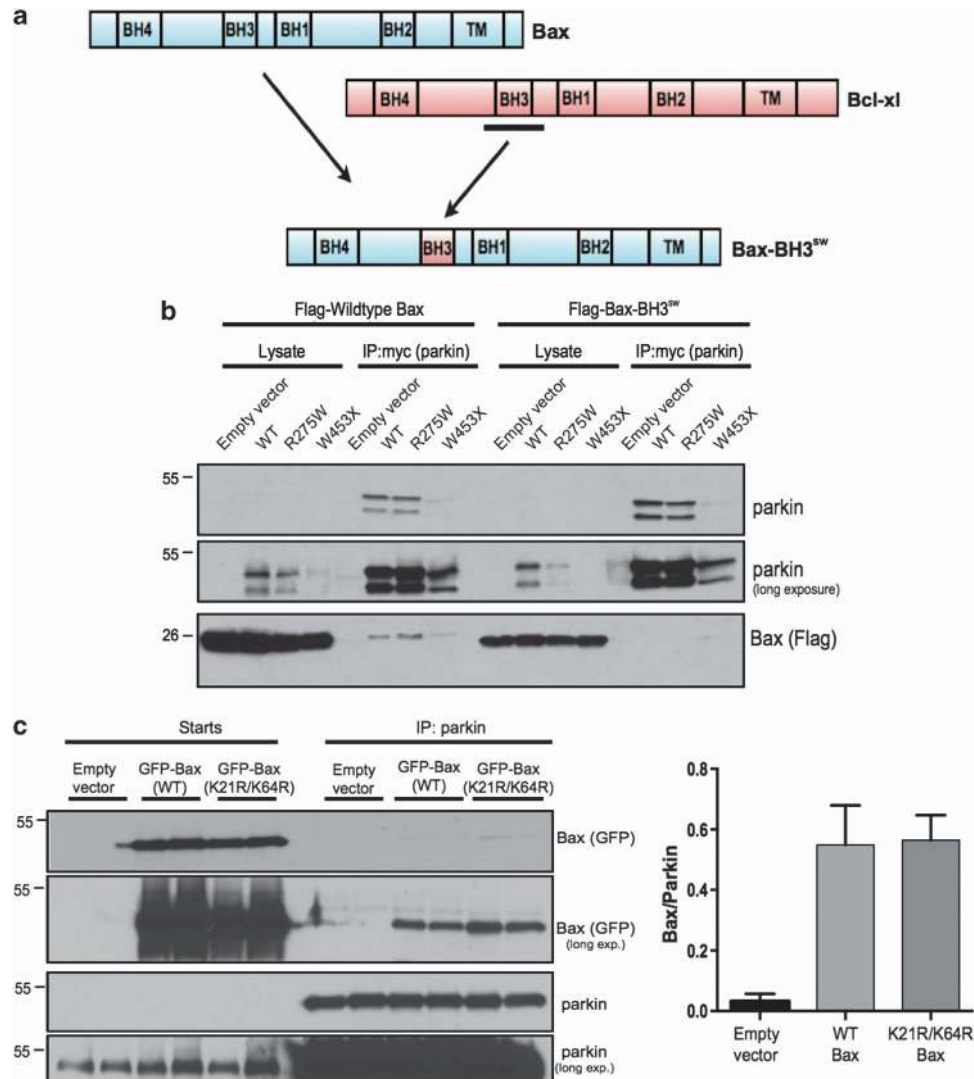 a
BH4 BH3 BH1 BH2 TM Bax
BH4 BH3 BH1 BH2 TM Bcl-xl
BH4 BH3 BH1 BH2 TM Bax-BH3sw
b
Flag-Wildtype Bax Flag-Bax-BH3sw
Lysate IP:myc (parkin) Lysate IP:myc (parkin)
Empty vector WT R275W W453X Empty vector WT R275W W453X Empty vector WT R275W W453X Empty vector WT R275W W453X
55 parkin
55 parkin
(long exposure)
26 Bax (Flag)
c
Starts IP: parkin
Empty vector GFP-Bax (WT) GFP-Bax (K21R/K64R) Empty vector GFP-Bax (WT) GFP-Bax (K21R/K64R)
55 Bax (GFP)
55 Bax (GFP)
(long exp.)
55 parkin
55 parkin
(long exp.)
Bax/Parkin
0.8
0.6
0.4
0.2
0.0
Empty vector WT Bax K21R/K64R Bax